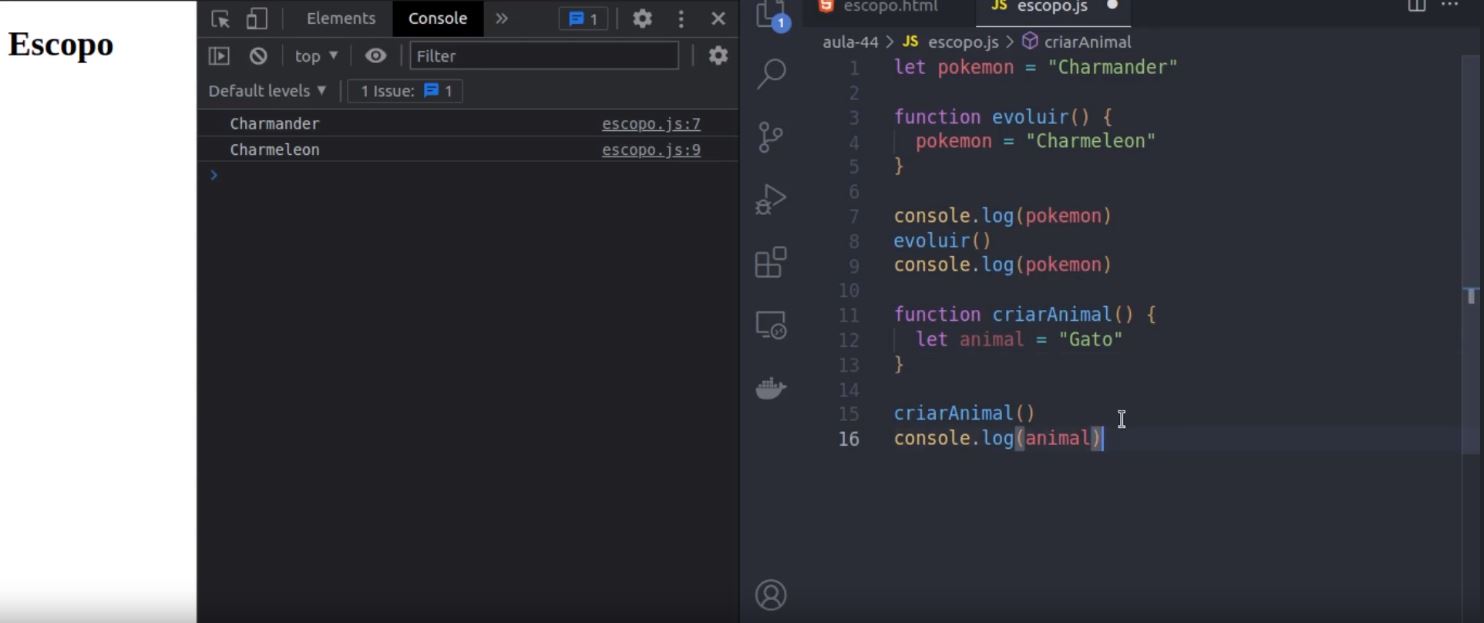 Escopo
Elements Console » 1
top ▼ Filter
Default levels ▼ 1 Issue: 1
Charmander escopo.js:7
Charmeleon escopo.js:9
>
1
escopo.html JS escopo.js ● ...
aula-44 > JS escopo.js > criarAnimal
1 let pokemon = "Charmander"
2
3 function evoluir() {
4 pokemon = "Charmeleon"
5 }
6
7 console.log(pokemon)
8 evoluir()
9 console.log(pokemon)
10
11 function criarAnimal() {
12 let animal = "Gato"
13 }
14
15 criarAnimal()
16 console.log(animal)